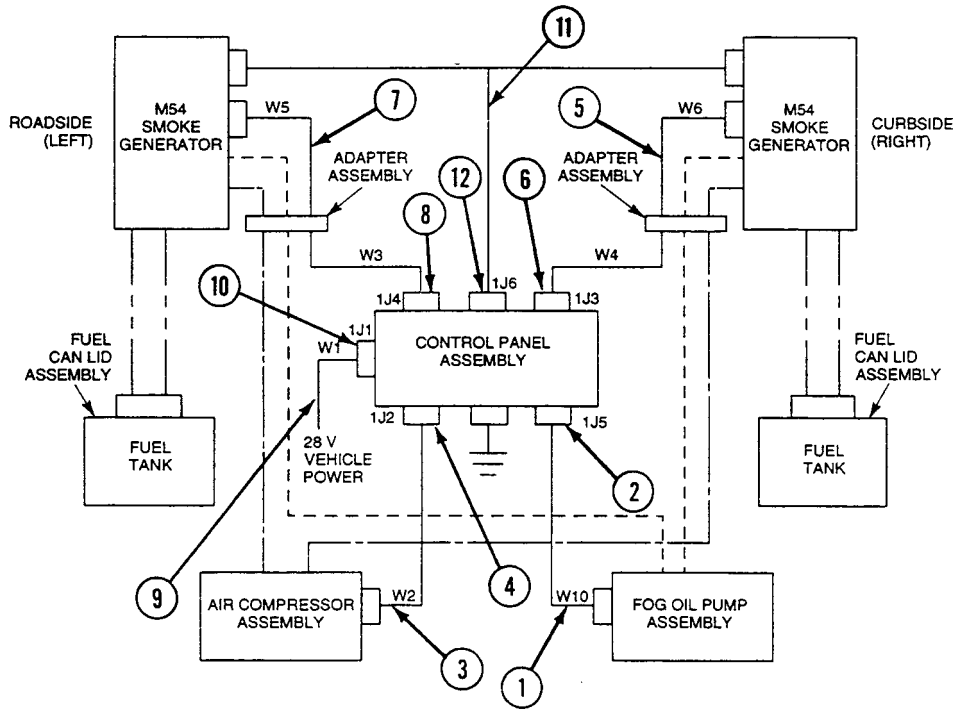 11
M54
SMOKE
GENERATOR
M54
SMOKE
GENERATOR
ROADSIDE
(LEFT)
CURBSIDE
(RIGHT)
W5
7
5
W6
ADAPTER
ASSEMBLY
ADAPTER
ASSEMBLY
8
12
6
W3
W4
10
1J4
1J6
1J3
1J1
W1
CONTROL PANEL
ASSEMBLY
FUEL
CAN LID
ASSEMBLY
FUEL
CAN LID
ASSEMBLY
1J2
1J5
28 V
VEHICLE
POWER
FUEL
TANK
FUEL
TANK
2
9
4
AIR COMPRESSOR
ASSEMBLY
W2
W10
FOG OIL PUMP
ASSEMBLY
3
1